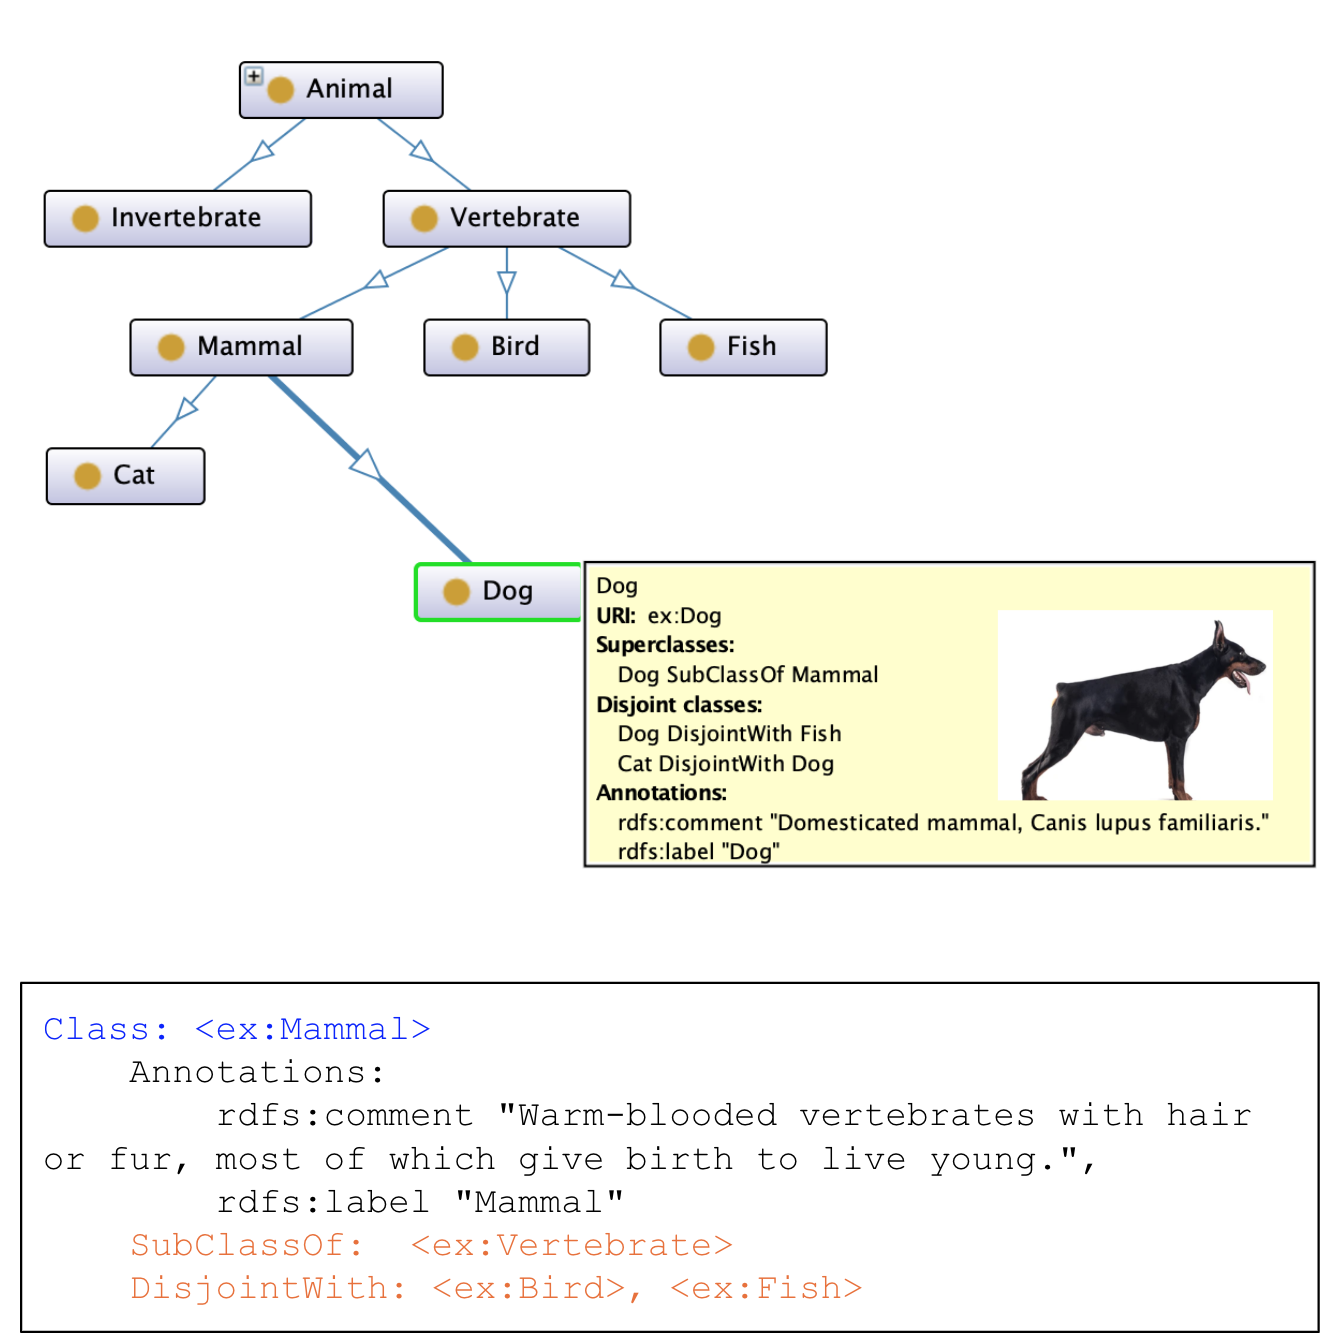 Animal
Invertebrate
Vertebrate
Mammal
Bird
Fish
Cat
Dog
Dog
URI: ex:Dog
Superclasses:
Dog SubClassOf Mammal
Disjoint classes:
Dog DisjointWith Fish
Cat DisjointWith Dog
Annotations:
rdfs:comment "Domesticated mammal, Canis lupus familiaris."
rdfs:label "Dog"
Class: <ex:Mammal>
Annotations:
rdfs:comment "Warm-blooded vertebrates with hair
or fur, most of which give birth to live young.",
rdfs:label "Mammal"
SubClassOf: <ex:Vertebrate>
DisjointWith: <ex:Bird>, <ex:Fish>